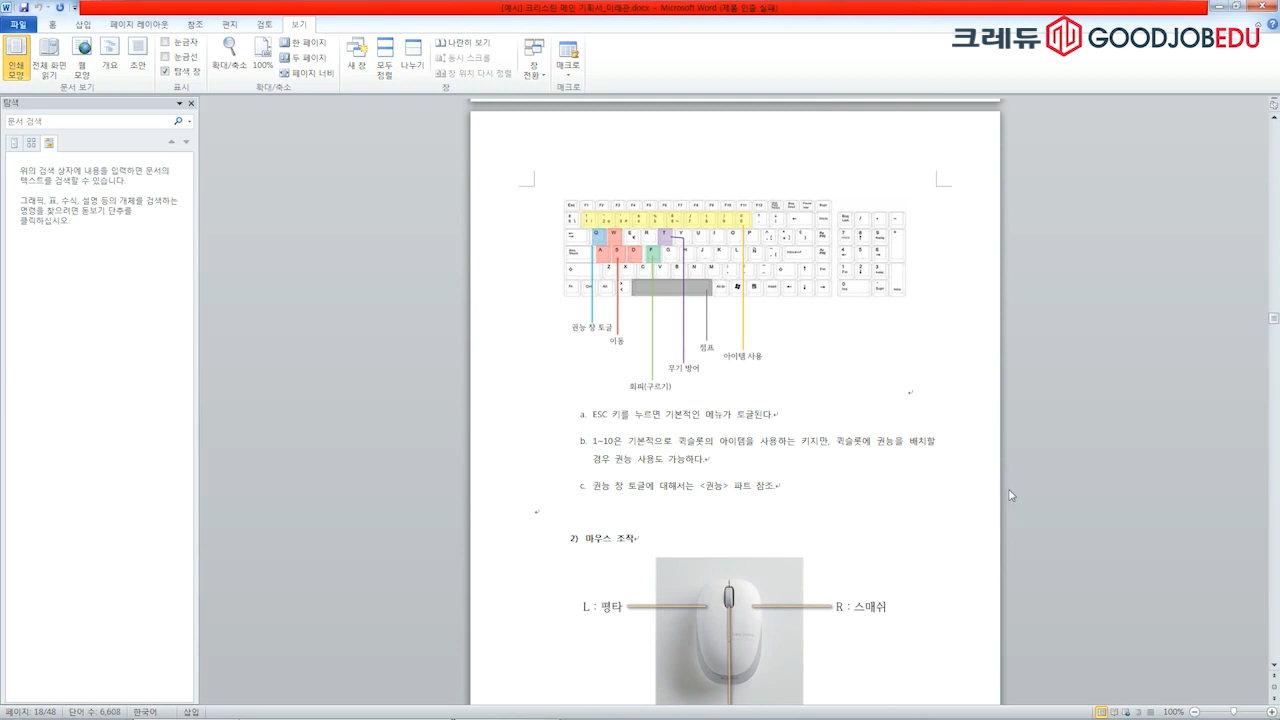 [예시] 크리스틴 메인 기획서_이래관.docx - Microsoft Word (제품 인증 실패)
파일 홈 삽입 페이지 레이아웃 참조 편지 검토 보기
크레듀 GOODJOBEDU
인쇄 모양
전체 화면 읽기
웹 모양
개요
초안
문서 보기
눈금자
눈금선
탐색 창
표시
확대/축소
100%
한 페이지
두 페이지
페이지 너비
확대/축소
새 창
모두 정렬
나누기
나란히 보기
동시 스크롤
창 위치 다시 정렬
창 전환
창
매크로
매크로
탐색
문서 검색
위의 검색 상자에 내용을 입력하면 문서의
텍스트를 검색할 수 있습니다.
그래픽, 표, 수식, 설명 등의 개체를 검색하는
명령을 찾으려면 돋보기 단추를
클릭하십시오.
Esc F1 F2 F3 F4 F5 F6 F7 F8 F9 F10 F11 F12
Q W E R T Y U I O P
A S D F G H J K L
Z X C V B N M
권능 창 토글
이동
점프
아이템 사용
무기 방어
회피(구르기)
a. ESC 키를 누르면 기본적인 메뉴가 토글된다.
b. 1~10은 기본적으로 퀵슬롯의 아이템을 사용하는 키지만, 퀵슬롯에 권능을 배치할
경우 권능 사용도 가능하다.
c. 권능 창 토글에 대해서는 <권능> 파트 참조.
2) 마우스 조작
L : 평타
R : 스매쉬
페이지: 18/48 단어 수: 6,608 한국어 삽입
100%